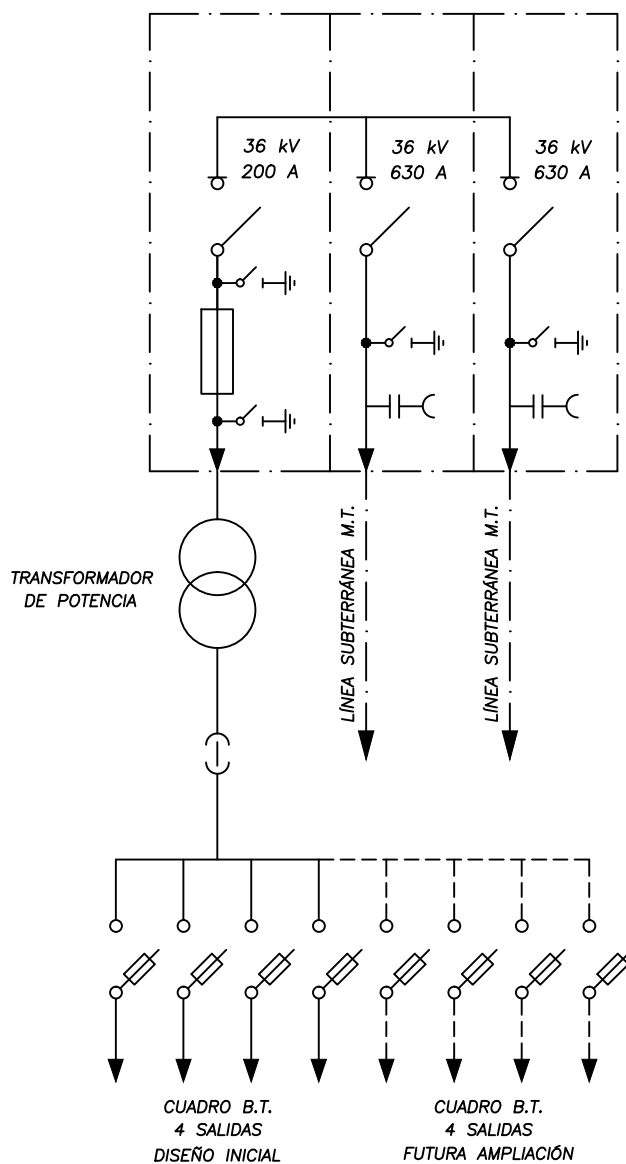 36 kV
200 A
36 kV
630 A
36 kV
630 A
TRANSFORMADOR
DE POTENCIA
LÍNEA SUBTERRÁNEA M.T.
LÍNEA SUBTERRÁNEA M.T.
CUADRO B.T.
4 SALIDAS
DISEÑO INICIAL
CUADRO B.T.
4 SALIDAS
FUTURA AMPLIACIÓN